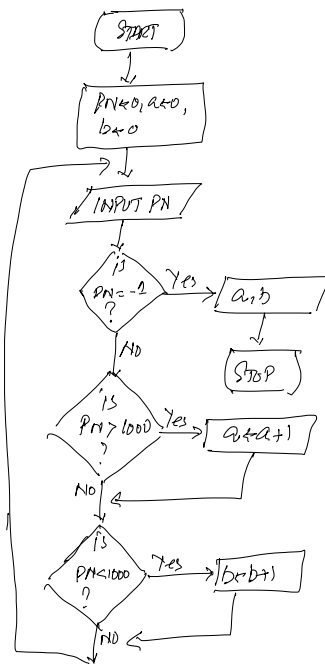 START
PN←0, a←0,
b←0
INPUT PN
is
PN=-1
?
Yes
a, b
NO
STOP
is
PN>1000
?
Yes
a←a+1
NO
is
PN<1000
?
Yes
b←b+1
NO